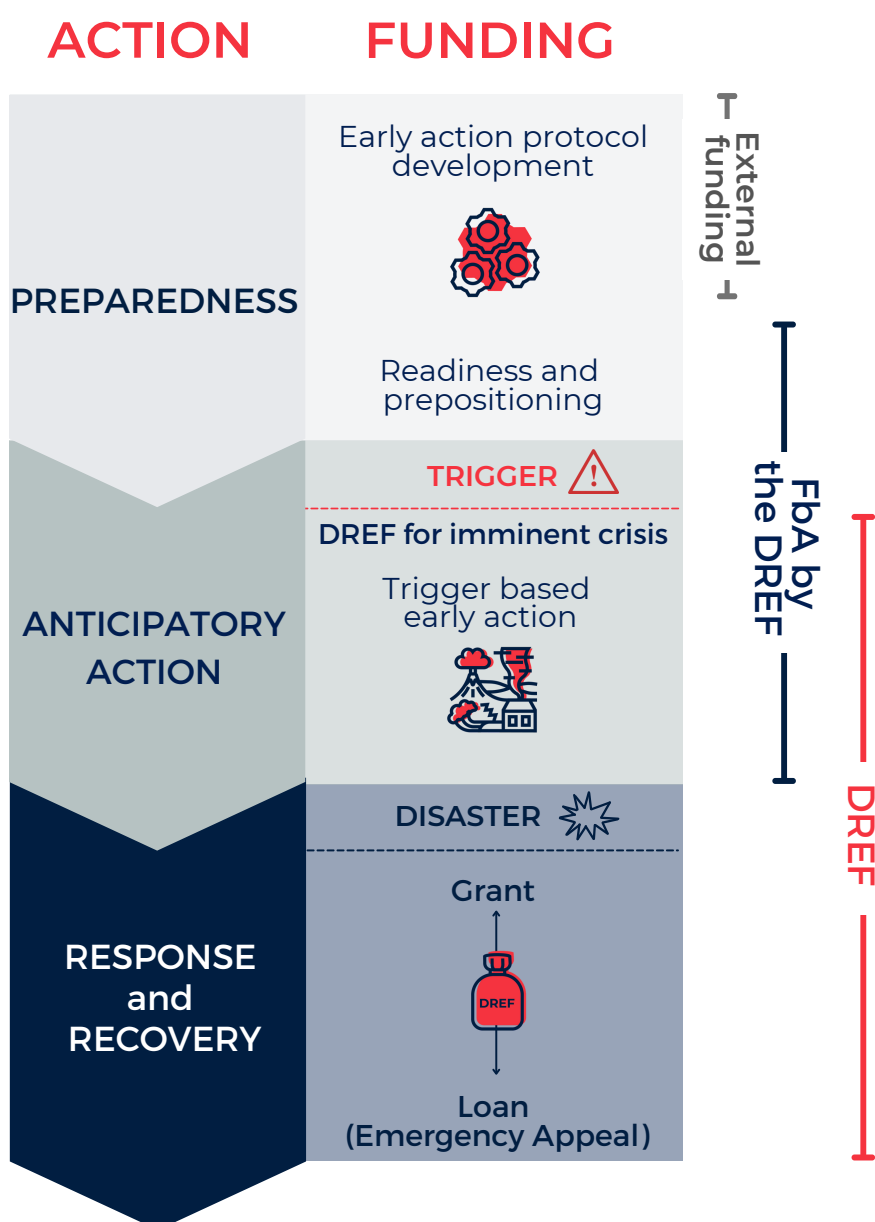 ACTION
FUNDING
Early action protocol
development
External
funding
PREPAREDNESS
Readiness and
prepositioning
TRIGGER
DREF for imminent crisis
FbA by
the DREF
Trigger based
early action
ANTICIPATORY
ACTION
DISASTER
DREF
Grant
RESPONSE
and
RECOVERY
DREF
Loan
(Emergency Appeal)